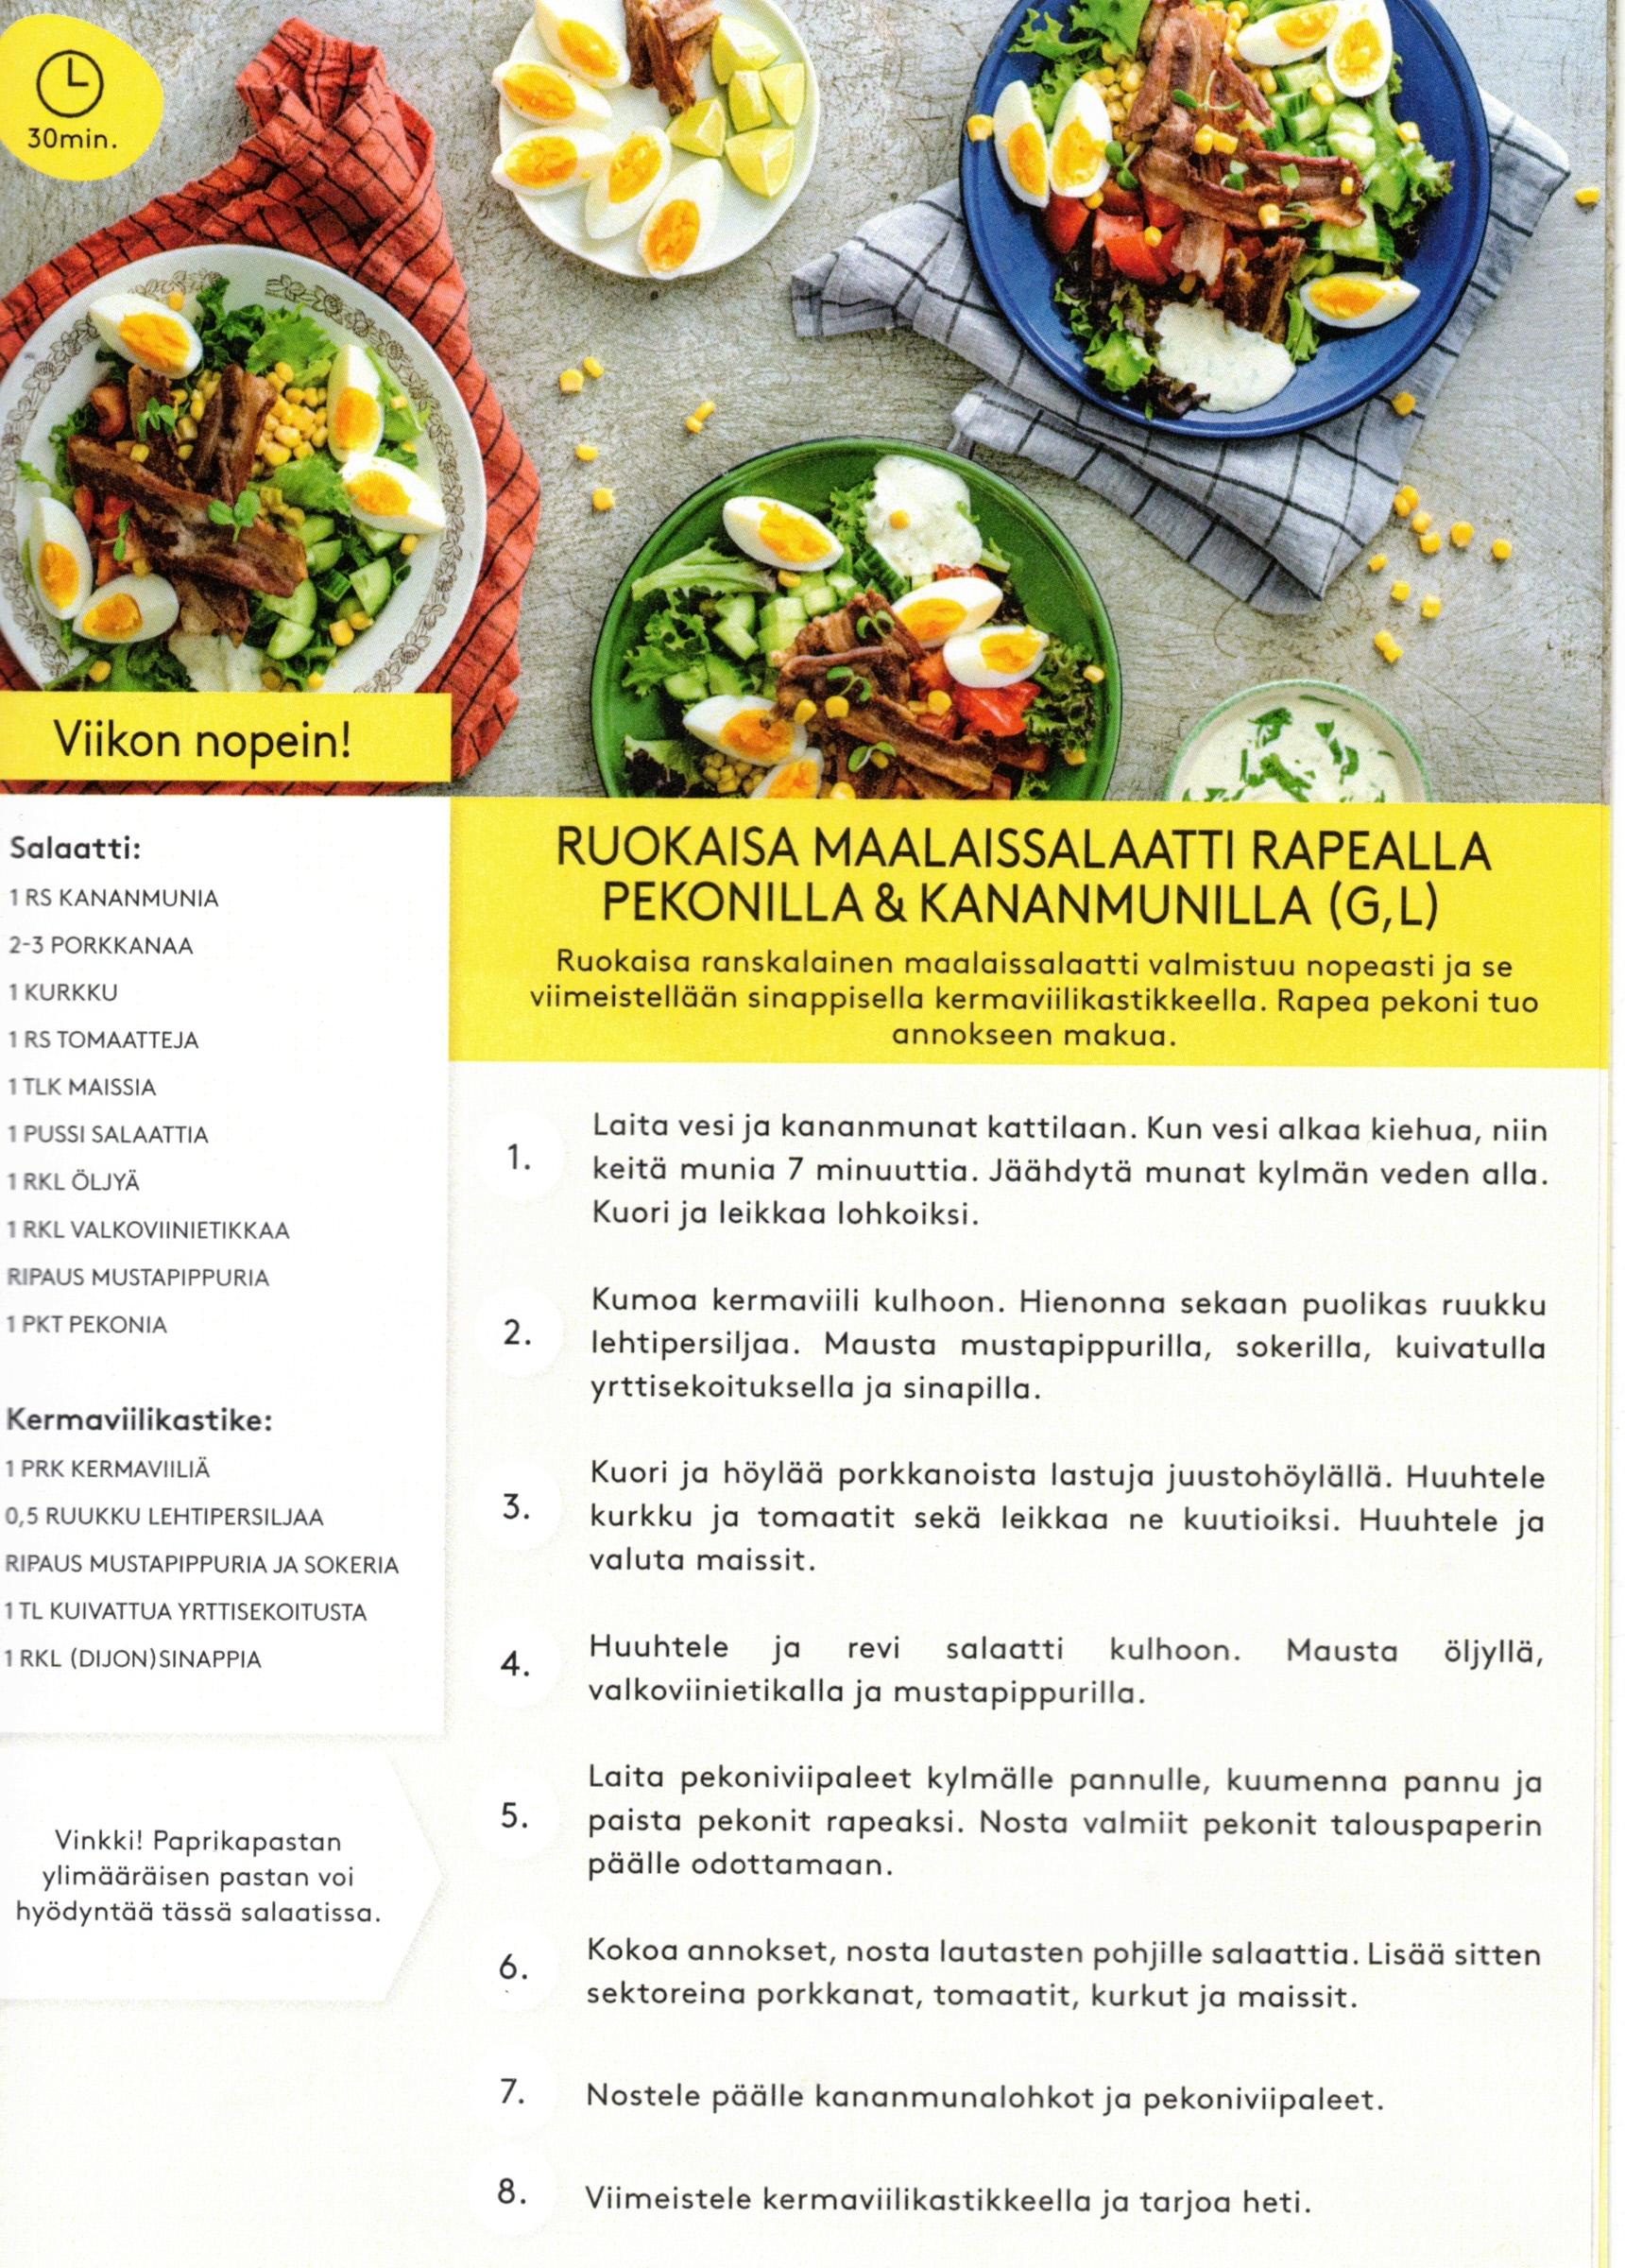 30min.
Viikon nopein!
Salaatti:
1 RS KANANMUNIA
2-3 PORKKANAA
1 KURKKU
1 RS TOMAATTEJA
1 TLK MAISSIA
1 PUSSI SALAATTIA
1 RKL ÖLJYÄ
1 RKL VALKOVIINIETIKKAA
RIPAUS MUSTAPIPPURIA
1 PKT PEKONIA
Kermaviilikastike:
1 PRK KERMAVIILIÄ
0,5 RUUKKU LEHTIPERSILJAA
RIPAUS MUSTAPIPPURIA JA SOKERIA
1 TL KUIVATTUA YRTTISEKOITUSTA
1 RKL (DIJON)SINAPPIA
Vinkki! Paprikapastan
ylimääräisen pastan voi
hyödyntää tässä salaatissa.
RUOKAISA MAALAISSALAATTI RAPEALLA
PEKONILLA & KANANMUNILLA (G,L)
Ruokaisa ranskalainen maalaissalaatti valmistuu nopeasti ja se
viimeistellään sinappisella kermaviilikastikkeella. Rapea pekoni tuo
annokseen makua.
1. Laita vesi ja kananmunat kattilaan. Kun vesi alkaa kiehua, niin
keitä munia 7 minuuttia. Jäähdytä munat kylmän veden alla.
Kuori ja leikkaa lohkoiksi.
2. Kumoa kermaviili kulhoon. Hienonna sekaan puolikas ruukku
lehtipersiljaa. Mausta mustapippurilla, sokerilla, kuivatulla
yrttisekoituksella ja sinapilla.
3. Kuori ja höylää porkkanoista lastuja juustohöylällä. Huuhtele
kurkku ja tomaatit sekä leikkaa ne kuutioiksi. Huuhtele ja
valuta maissit.
4. Huuhtele ja revi salaatti kulhoon. Mausta öljyllä,
valkoviinietikalla ja mustapippurilla.
5. Laita pekoniviipaleet kylmälle pannulle, kuumenna pannu ja
paista pekonit rapeaksi. Nosta valmiit pekonit talouspaperin
päälle odottamaan.
6. Kokoa annokset, nosta lautasten pohjille salaattia. Lisää sitten
sektoreina porkkanat, tomaatit, kurkut ja maissit.
7. Nostele päälle kananmunalohkot ja pekoniviipaleet.
8. Viimeistele kermaviilikastikkeella ja tarjoa heti.